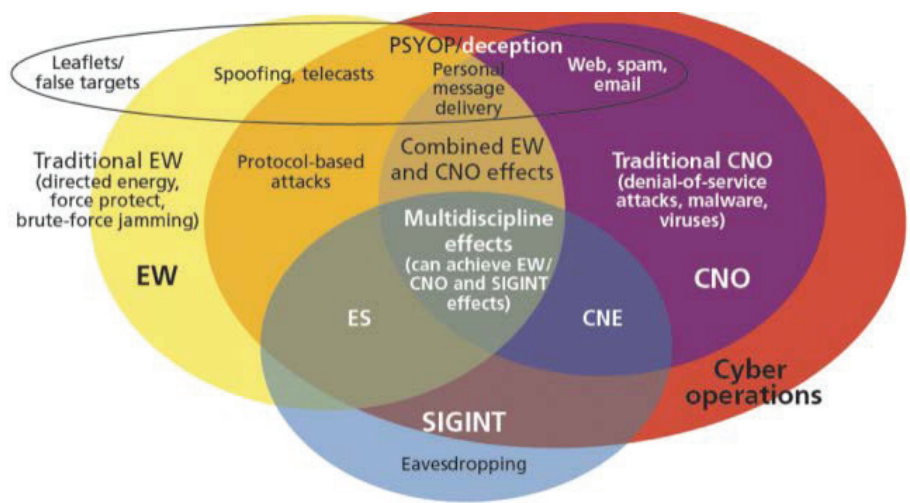 PSYOP/deception
Leaflets/
false targets
Spoofing, telecasts
Personal
message
delivery
Web, spam,
email
Traditional EW
(directed energy,
force protect,
brute-force jamming)
Protocol-based
attacks
Combined EW
and CNO effects
Traditional CNO
(denial-of-service
attacks, malware,
viruses)
Multidiscipline
effects
(can achieve EW/
CNO and SIGINT
effects)
EW
CNO
ES
CNE
Cyber
operations
SIGINT
Eavesdropping